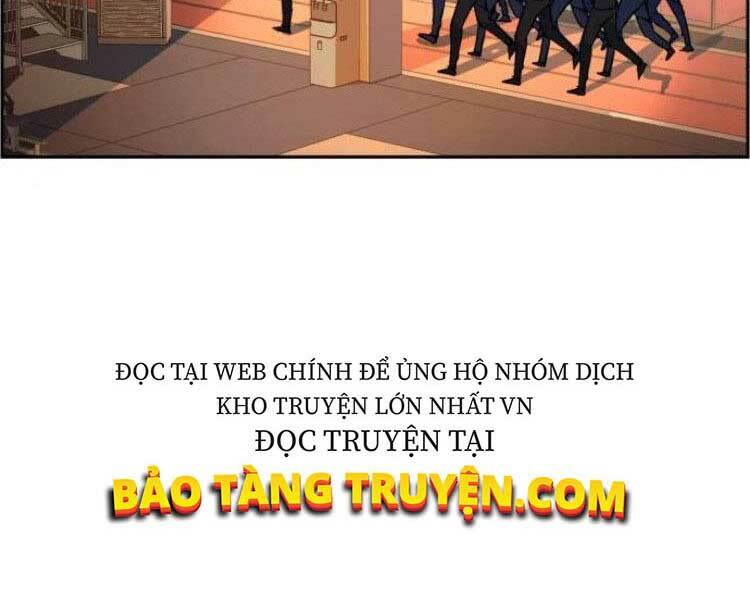 ĐỌC TẠI WEB CHÍNH ĐỂ ỦNG HỘ NHÓM DỊCH
KHO TRUYỆN LỚN NHẤT VN
ĐỌC TRUYỆN TẠI
BẢO TÀNG TRUYỆN.COM